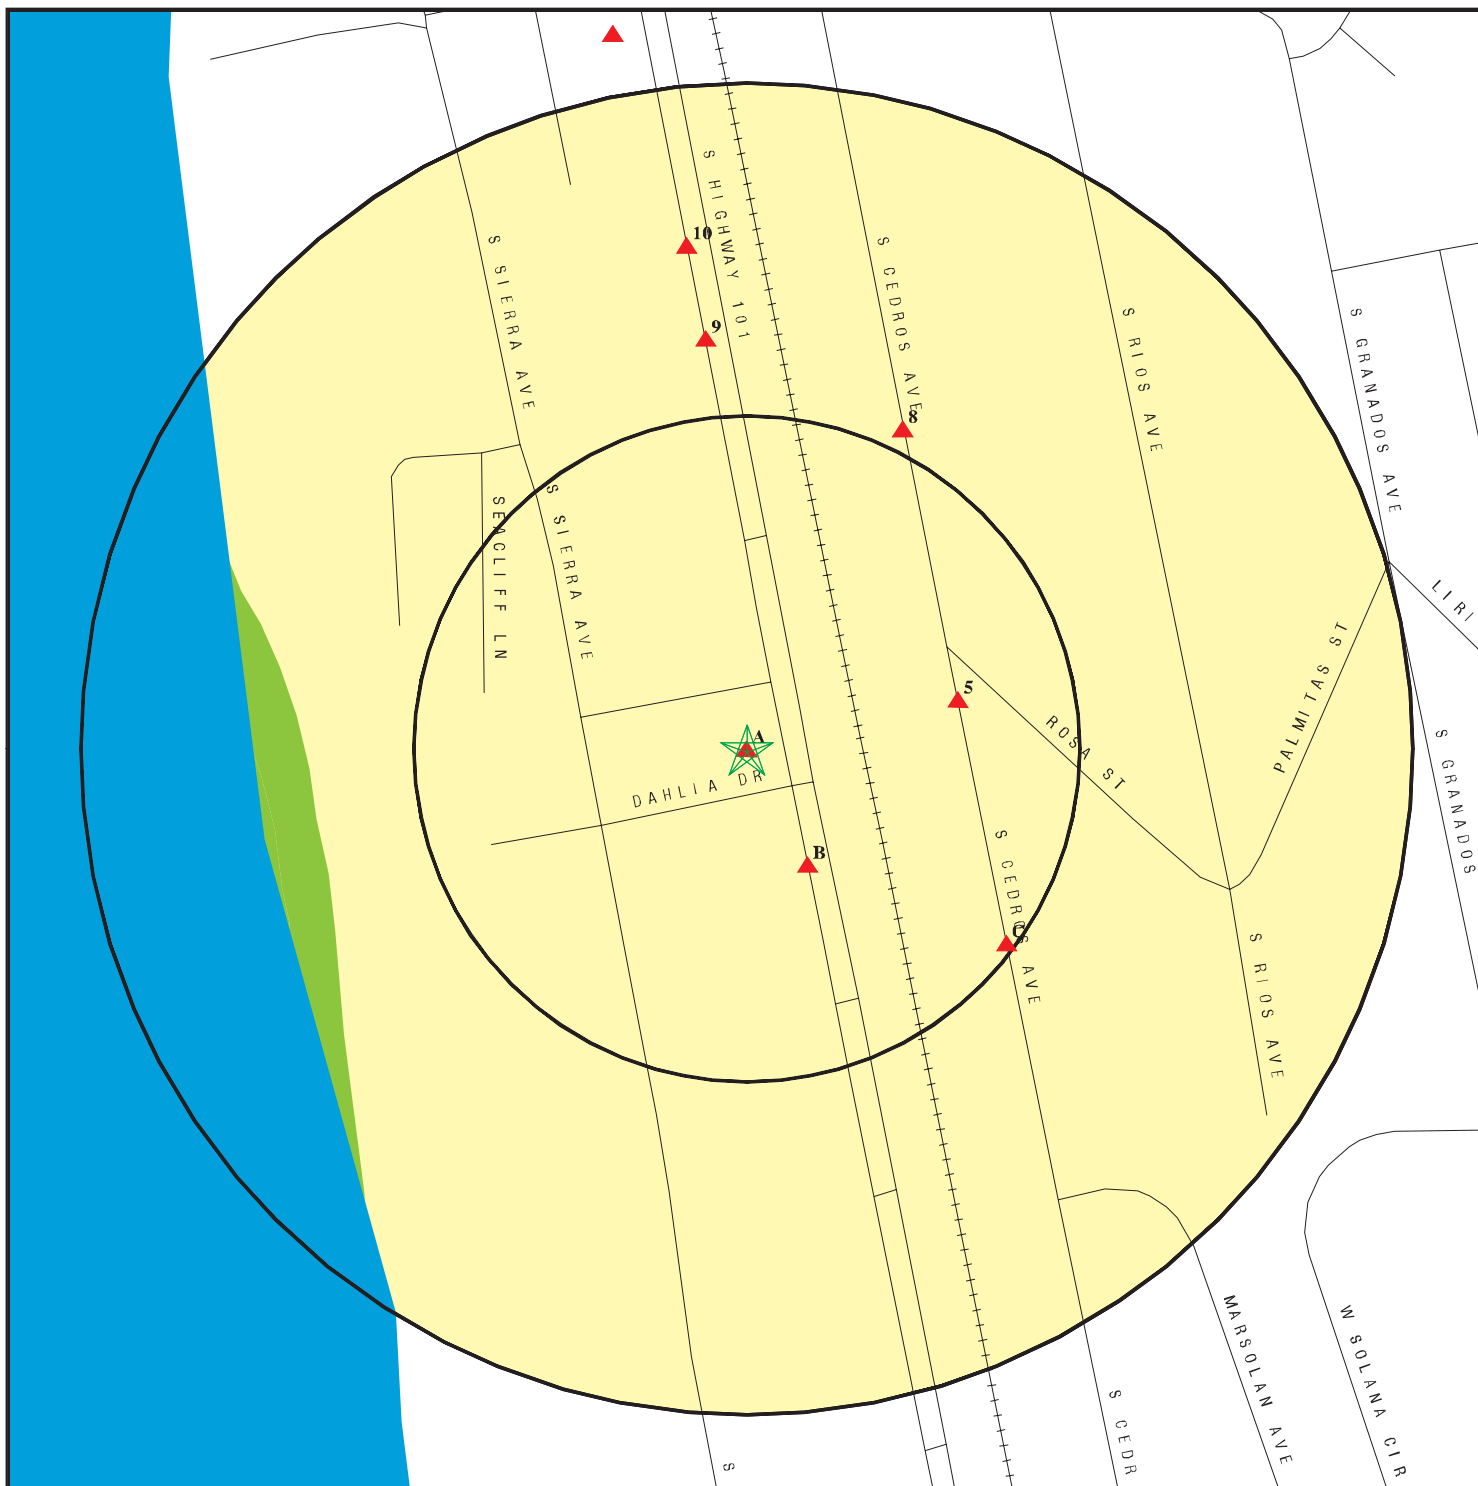 S HIGHWAY 101
10
S SIERRA AVE
S CEDROS AVE
9
S RIOS AVE
S GRANADOS AVE
8
S SIERRA AVE
SEACLIFF LN
LIRI
PALMITAS ST
5
ROSA ST
A
DAHLIA DR
S GRANADOS
B
S CEDROS AVE
C
S RIOS AVE
MARSOLAN AVE
W SOLANA CIR
S CEDR
S